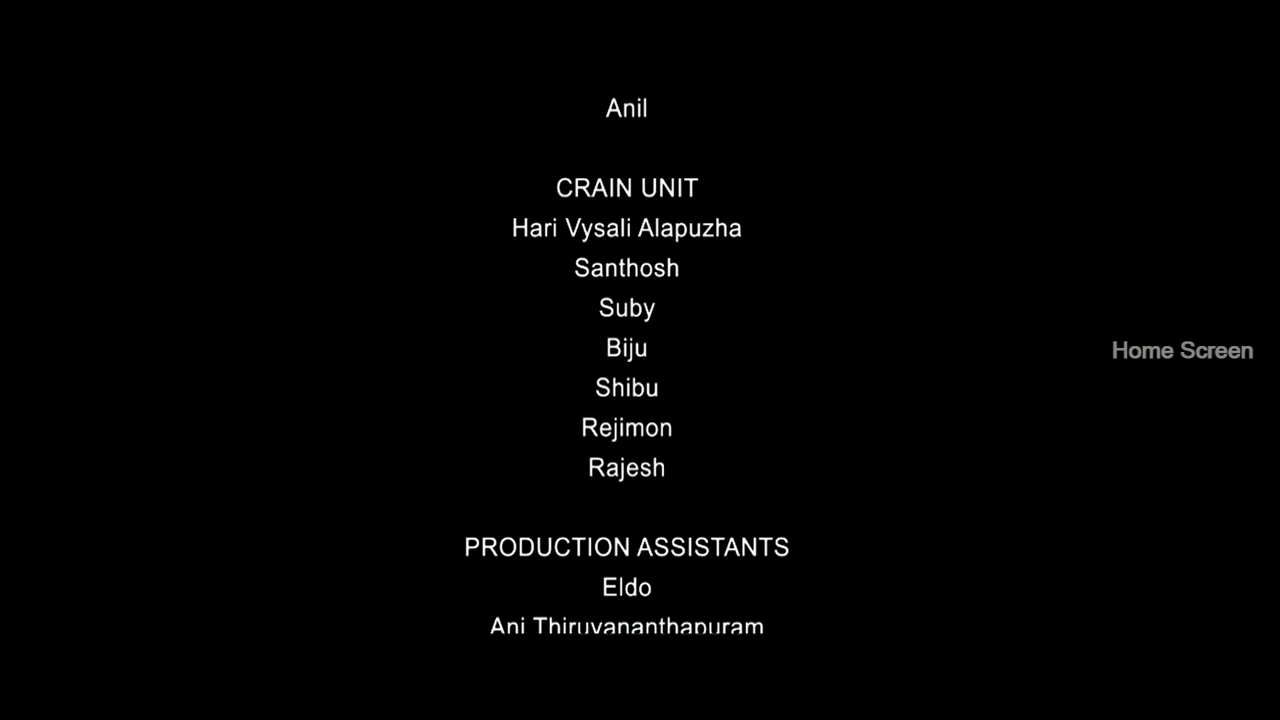 Anil
CRAIN UNIT
Hari Vysali Alapuzha
Santhosh
Suby
Biju
Shibu
Rejimon
Rajesh
Home Screen
PRODUCTION ASSISTANTS
Eldo
Ani Thiruvananthapuram